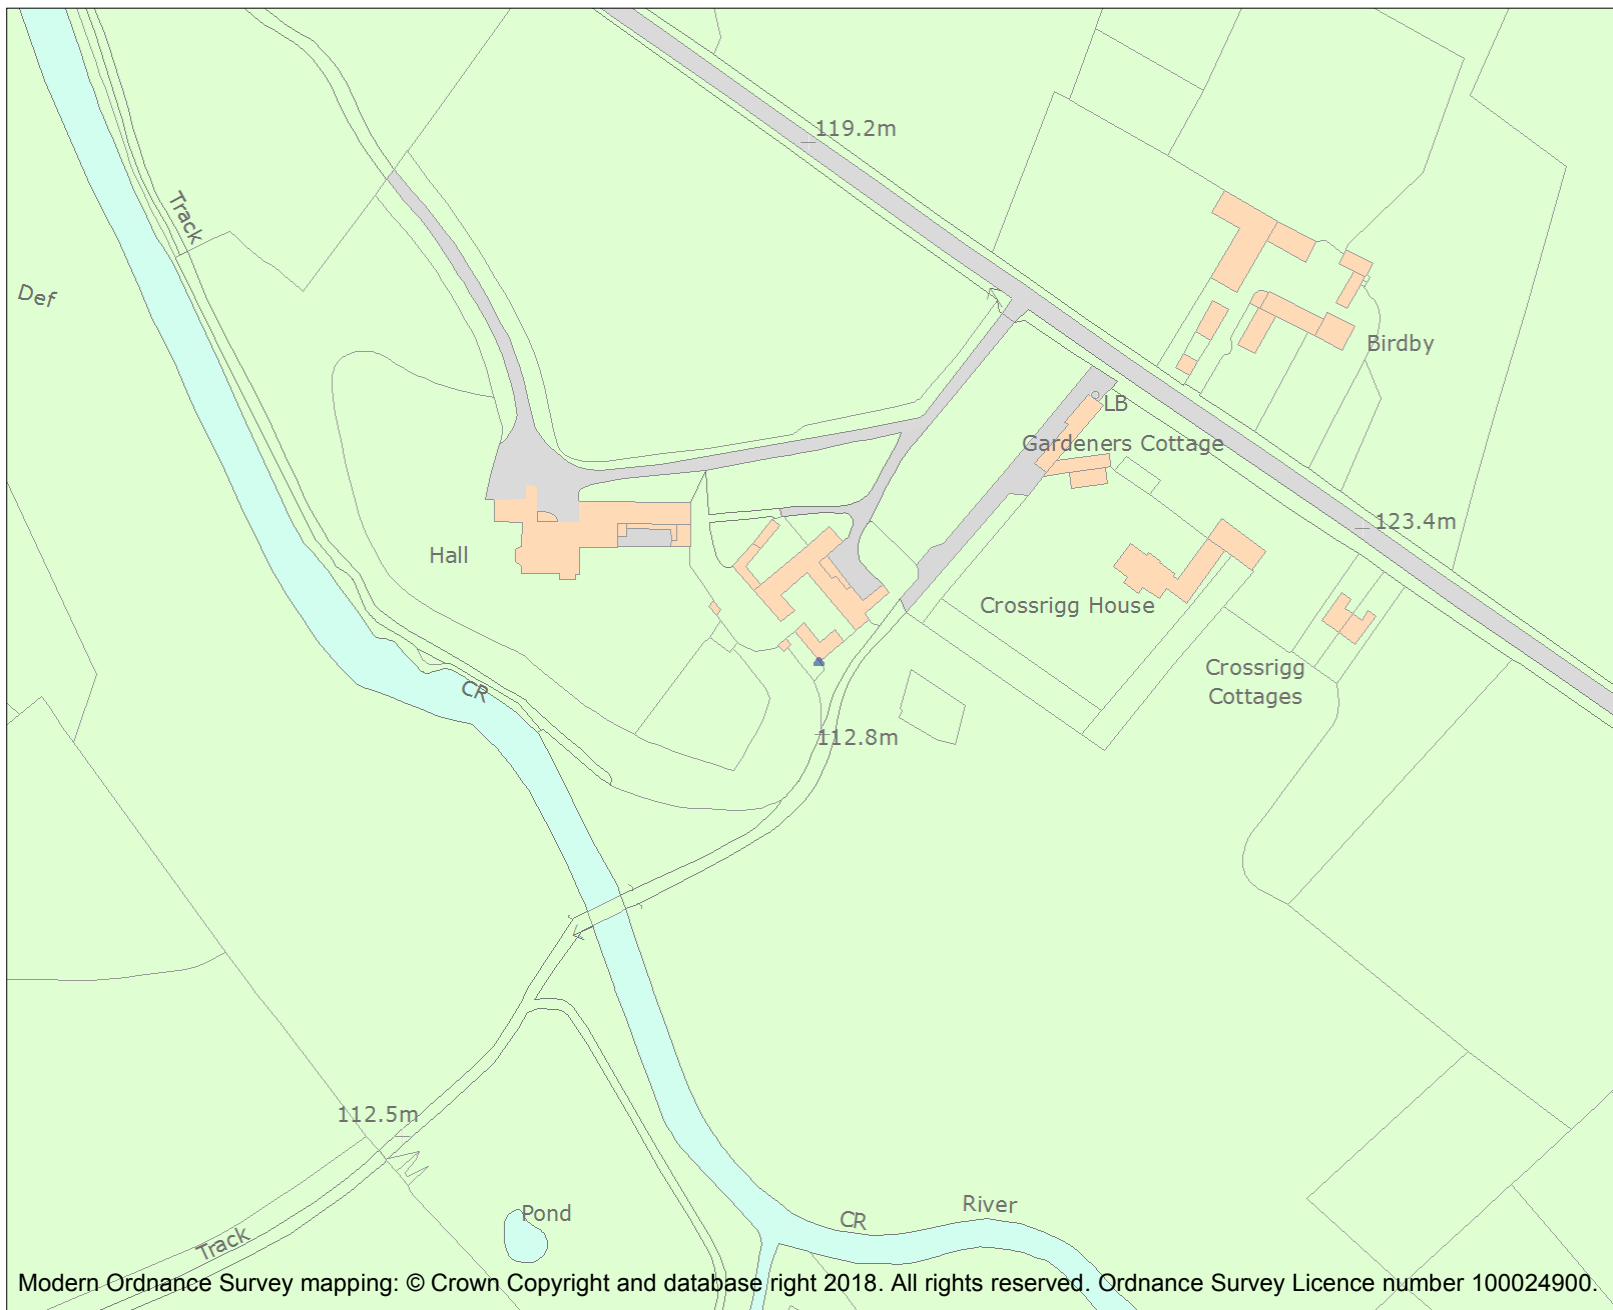 119.2m
Track
Def
Birdby
LB
Gardeners Cottage
123.4m
Hall
Crossrigg House
Crossrigg
Cottages
CR
112.8m
112.5m
River
Pond
CR
Track
Modern Ordnance Survey mapping: © Crown Copyright and database right 2018. All rights reserved. Ordnance Survey Licence number 100024900.